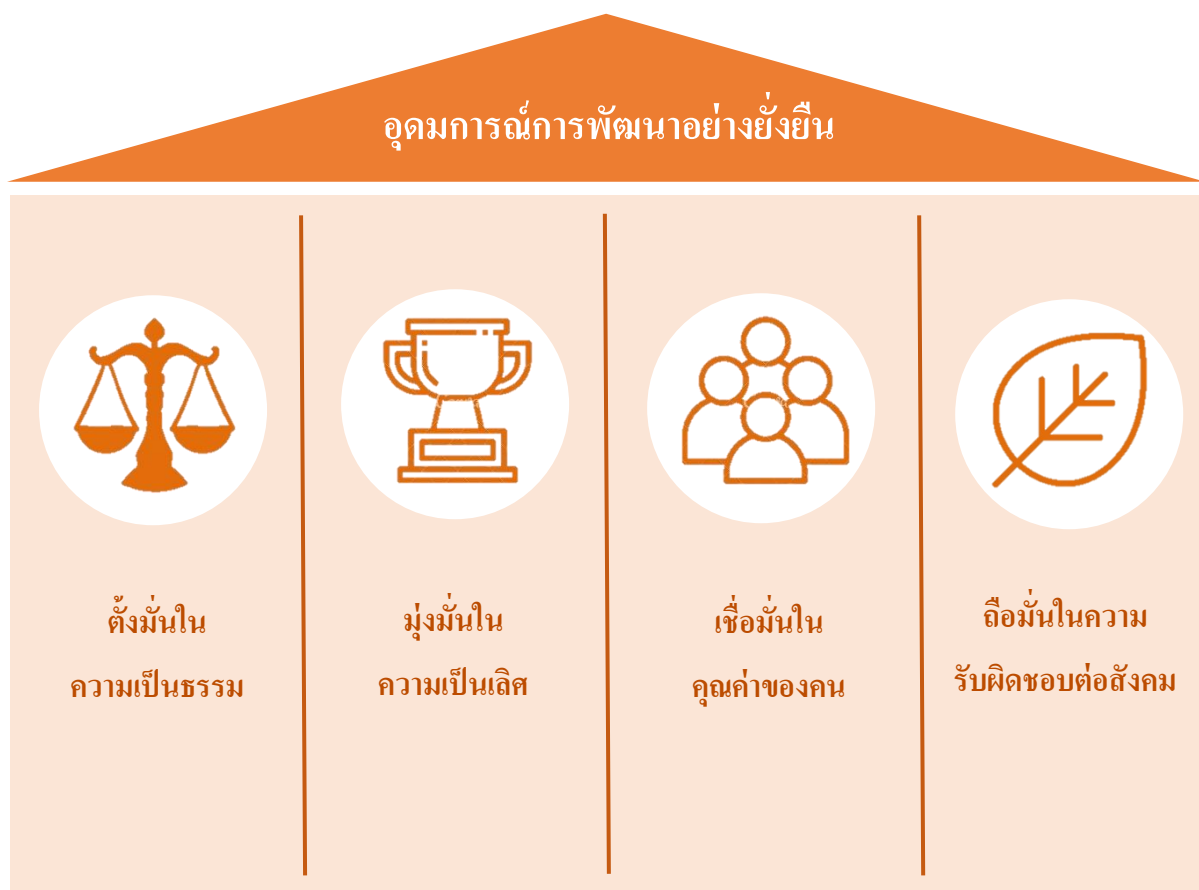 อุดมการณ์การพัฒนาอย่างยั่งยืน
ตั้งมั่นใน
ความเป็นธรรม
มุ่งมั่นใน
ความเป็นเลิศ
เชื่อมั่นใน
คุณค่าของคน
ถือมั่นในความ
รับผิดชอบต่อสังคม